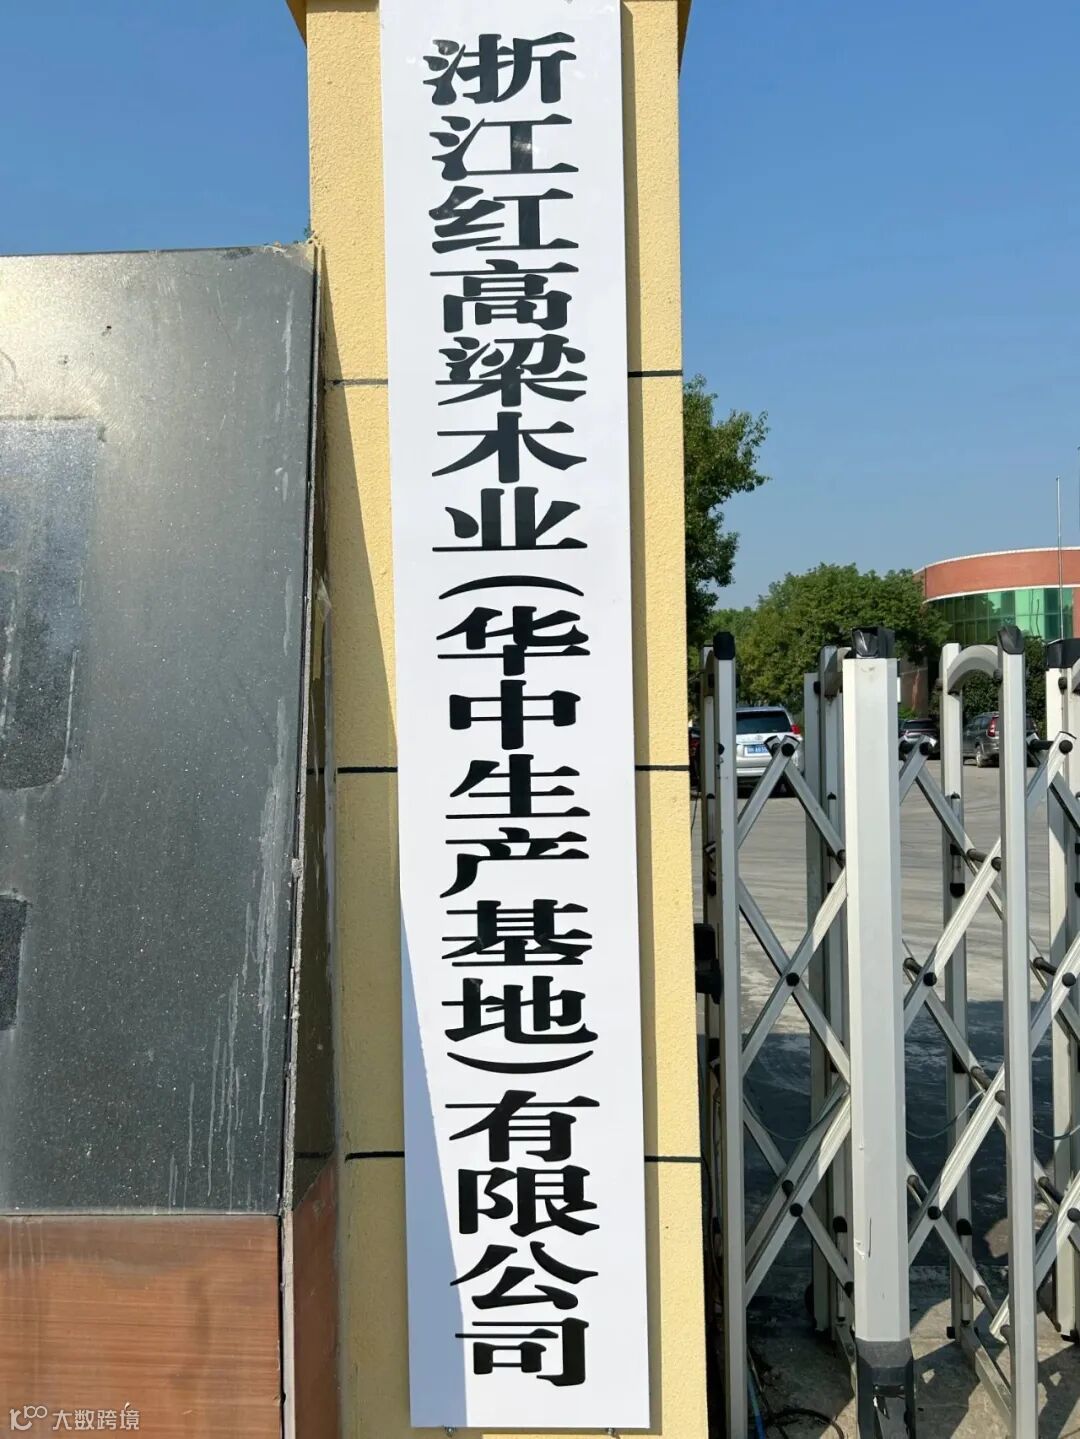 浙江红高梁木业(华中生产基地)有限公司
大数跨境